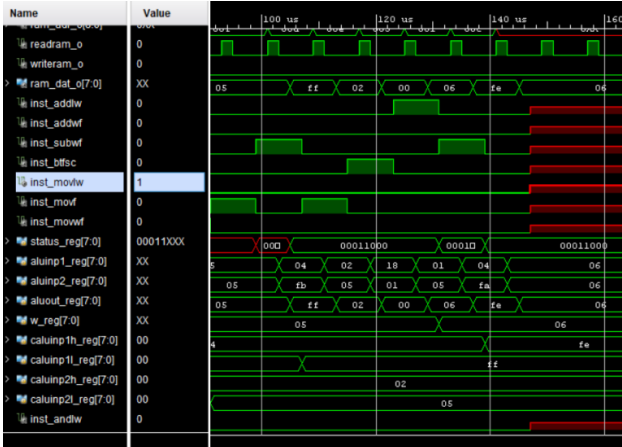 Name Value 100 us 120 us 140 us 160
readram_o 0
writeram_o 0
ram_dat_o[7:0] XX 05 ff 02 00 06 fe 06
inst_addlw 0
inst_addwf 0
inst_subwf 0
inst_btfsc 0
inst_movlw 1
inst_movf 0
inst_movwf 0
status_reg[7:0] 00011XXX 000 00011000 00010 00011000
aluinp1_reg[7:0] XX 5 04 02 18 01 04 06
aluinp2_reg[7:0] XX 05 fb 05 01 05 fa 06
aluout_reg[7:0] XX 05 ff 02 00 06 fe 06
w_reg[7:0] XX 05 06
caluinp1h_reg[7:0] 00 4 fe
caluinp1l_reg[7:0] 00 ff
caluinp2h_reg[7:0] 00 02
caluinp2l_reg[7:0] 00 05
inst_andlw 0